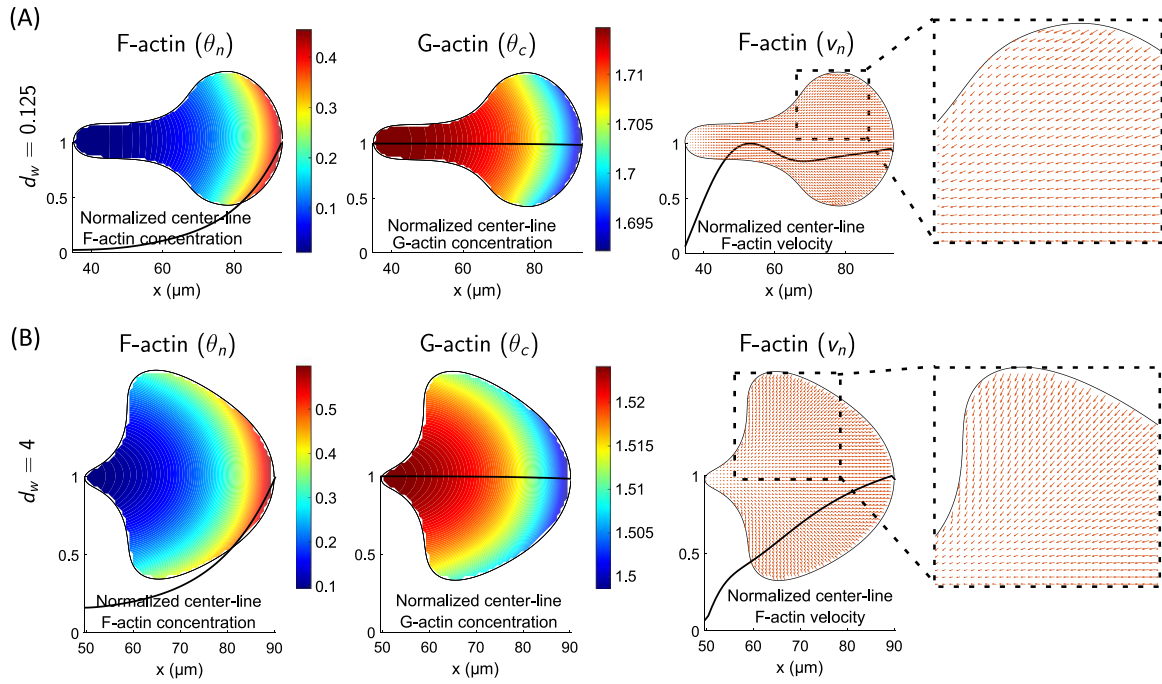 (A)
F-actin (θn)
G-actin (θc)
F-actin (vn)
dw = 0.125
1
0.5
0
Normalized center-line
F-actin concentration
40
60
80
x (μm)
0.4
0.3
0.2
0.1
Normalized center-line
G-actin concentration
40
60
80
x (μm)
1.71
1.705
1.7
1.695
1
0.5
0
Normalized center-line
F-actin velocity
40
60
80
x (μm)
(B)
F-actin (θn)
G-actin (θc)
F-actin (vn)
dw = 4
1
0.5
0
Normalized center-line
F-actin concentration
50
60
70
80
90
x (μm)
0.5
0.4
0.3
0.2
0.1
1
0.5
0
Normalized center-line
G-actin concentration
50
60
70
80
90
x (μm)
1.52
1.515
1.51
1.505
1.5
1
0.5
0
Normalized center-line
F-actin velocity
50
60
70
80
90
x (μm)